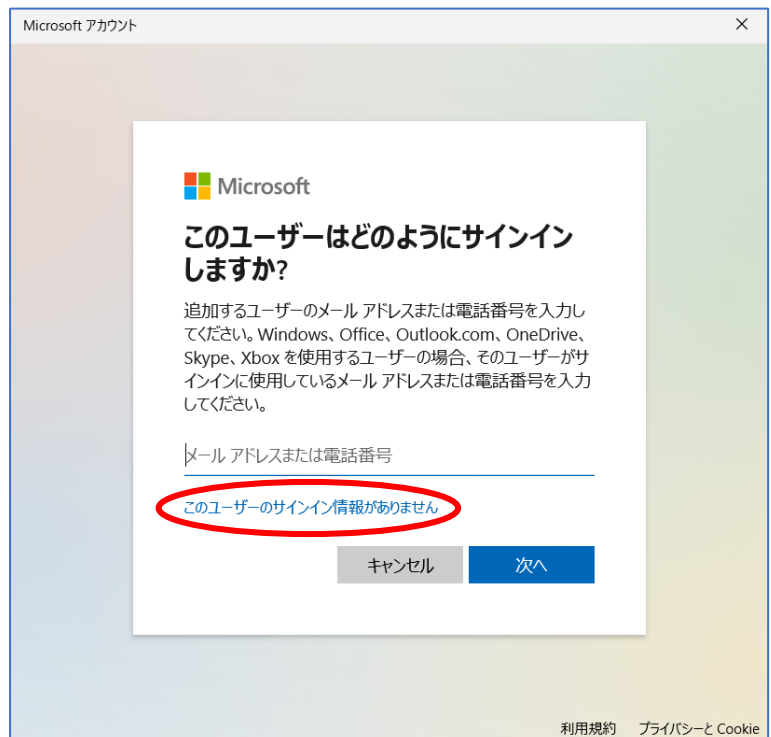 Microsoft アカウント
Microsoft
このユーザーはどのようにサインイン
しますか?
追加するユーザーのメール アドレスまたは電話番号を入力し
てください。Windows、Office、Outlook.com、OneDrive、
Skype、Xbox を使用するユーザーの場合、そのユーザーがサ
インインに使用しているメール アドレスまたは電話番号を入力
してください。
メール アドレスまたは電話番号
このユーザーのサインイン情報がありません
キャンセル 次へ
利用規約 プライバシーと Cookie